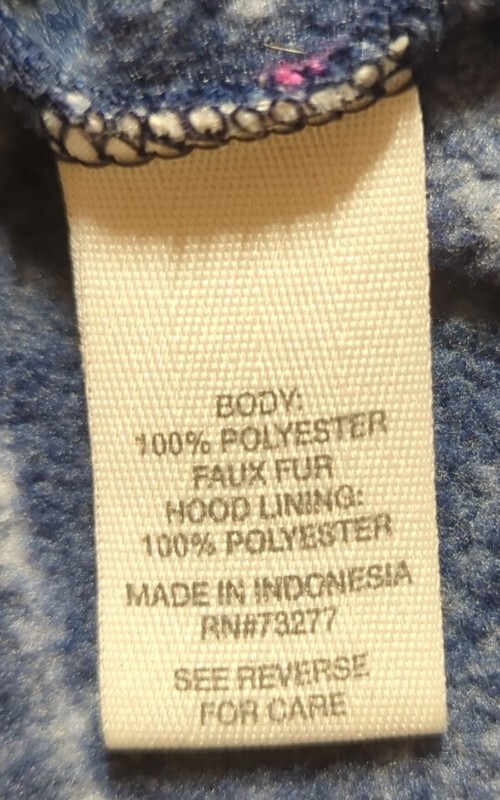 BODY:
100% POLYESTER
FAUX FUR
HOOD LINING:
100% POLYESTER
MADE IN INDONESIA
RN#73277
SEE REVERSE
FOR CARE